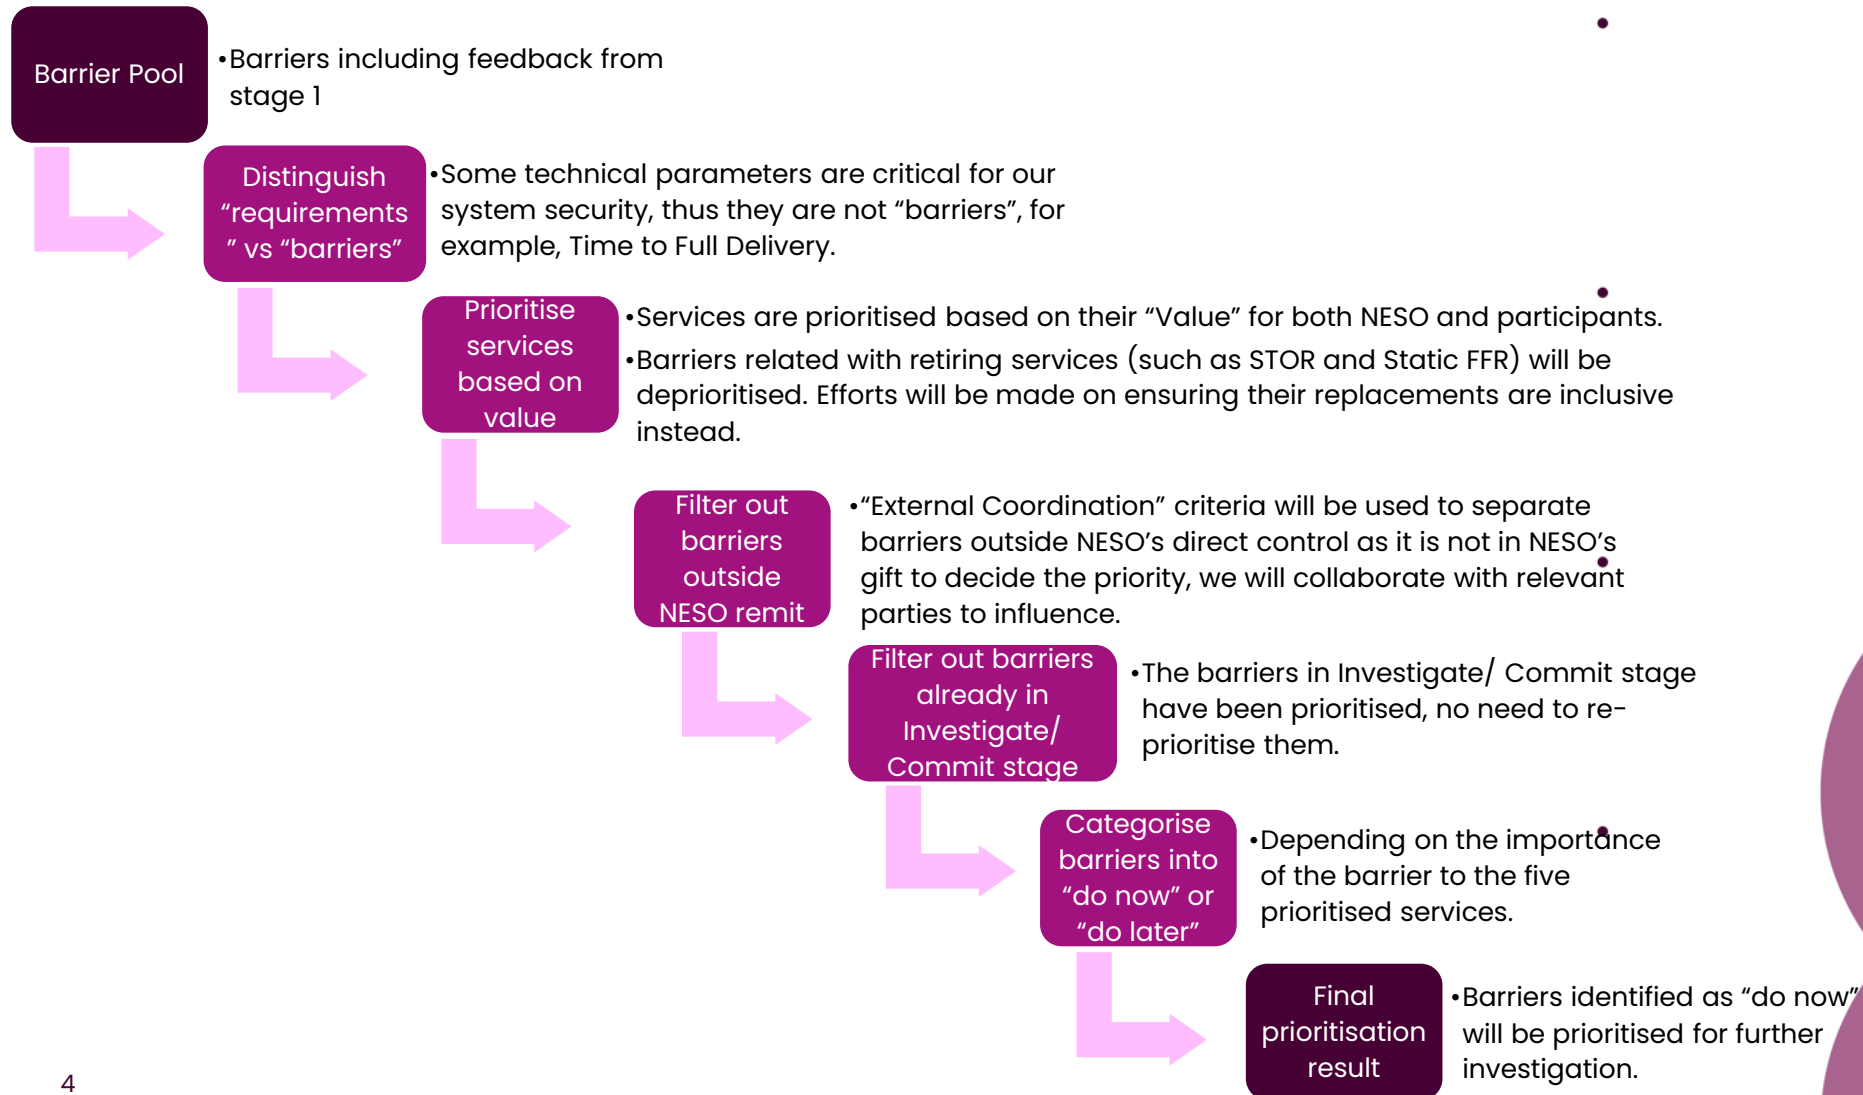 Barrier Pool
•Barriers including feedback from
stage 1
Distinguish
“requirements
” vs “barriers”
•Some technical parameters are critical for our
system security, thus they are not “barriers”, for
example, Time to Full Delivery.
Prioritise
services
based on
value
•Services are prioritised based on their “Value” for both NESO and participants.
•Barriers related with retiring services (such as STOR and Static FFR) will be
deprioritised. Efforts will be made on ensuring their replacements are inclusive
instead.
Filter out
barriers
outside
NESO remit
•“External Coordination” criteria will be used to separate
barriers outside NESO’s direct control as it is not in NESO’s
gift to decide the priority, we will collaborate with relevant
parties to influence.
Filter out barriers
already in
Investigate/
Commit stage
•The barriers in Investigate/ Commit stage
have been prioritised, no need to re-
prioritise them.
Categorise
barriers into
“do now” or
“do later”
•Depending on the importance
of the barrier to the five
prioritised services.
Final
prioritisation
result
•Barriers identified as “do now”
will be prioritised for further
investigation.
4